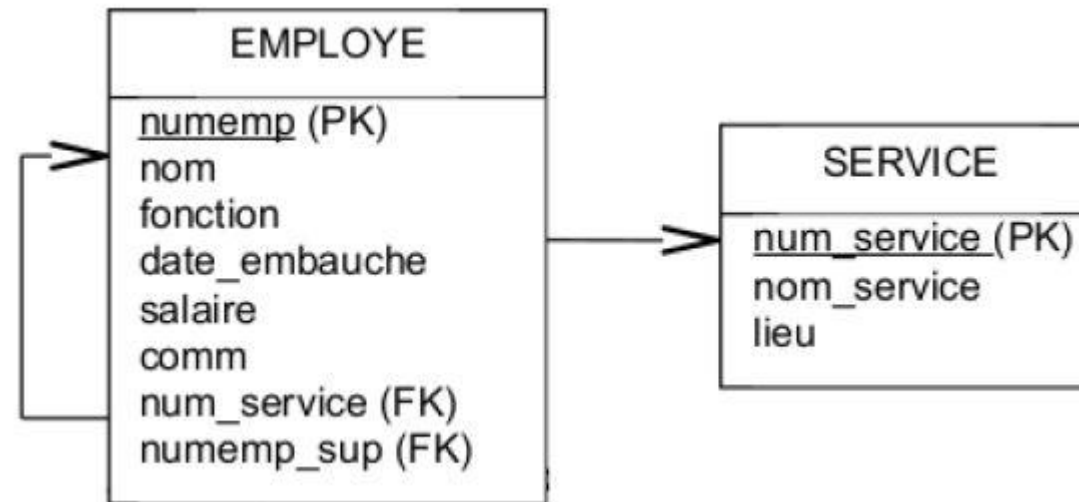 EMPLOYE
numemp (PK)
nom
fonction
date_embauche
salaire
comm
num_service (FK)
numemp_sup (FK)
SERVICE
num_service (PK)
nom_service
lieu